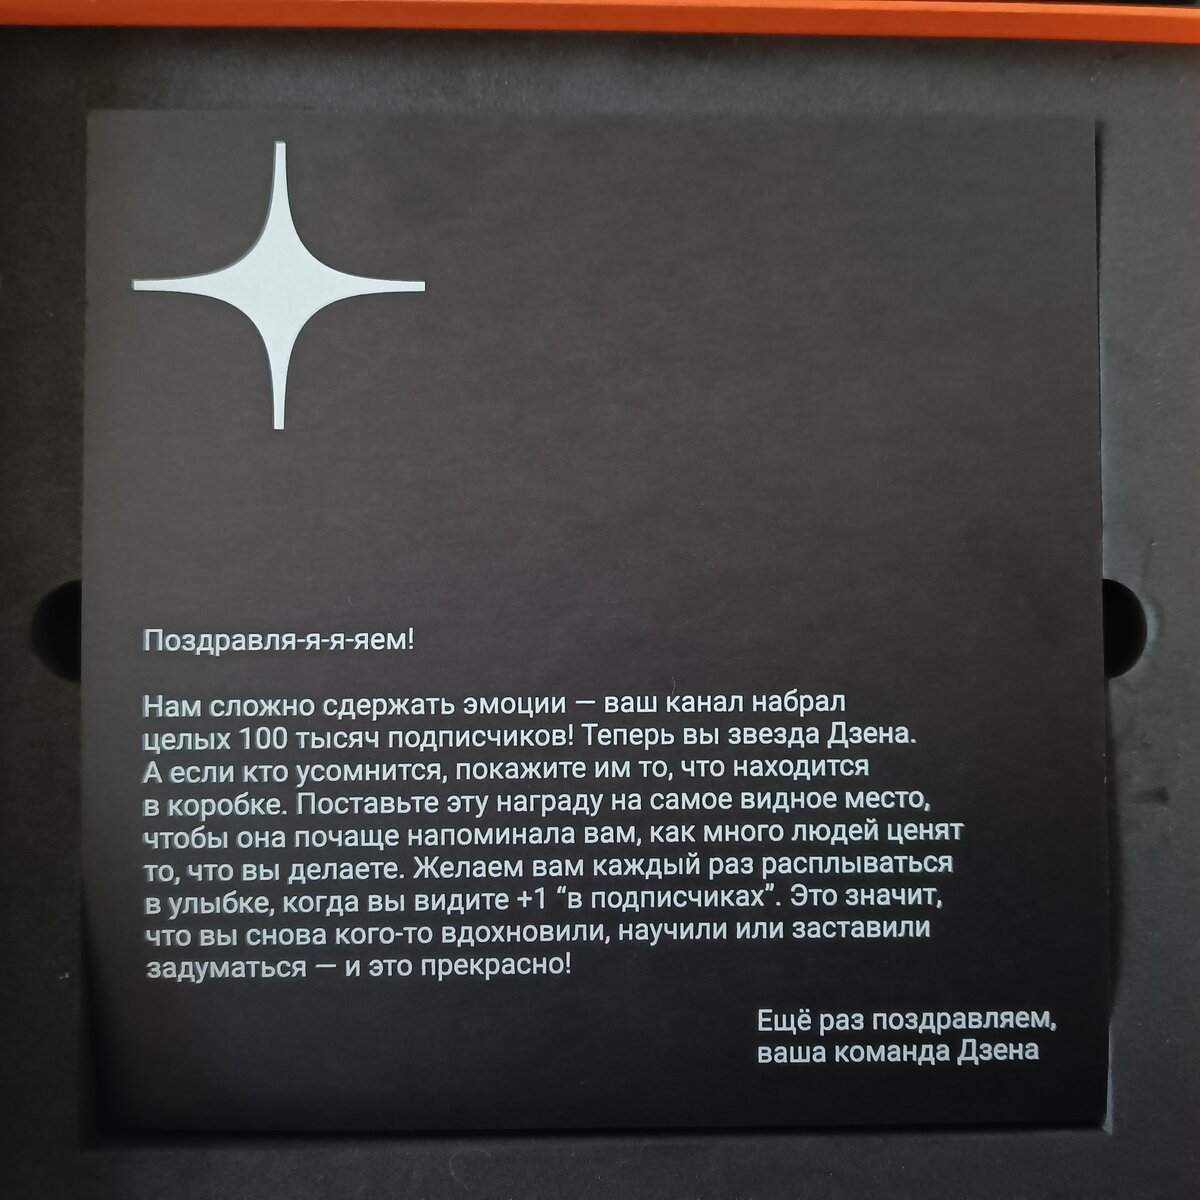 Поздравля-я-я-яем!
Нам сложно сдержать эмоции — ваш канал набрал
целых 100 тысяч подписчиков! Теперь вы звезда Дзена.
А если кто усомнится, покажите им то, что находится
в коробке. Поставьте эту награду на самое видное место,
чтобы она почаще напоминала вам, как много людей ценят
то, что вы делаете. Желаем вам каждый раз расплываться
в улыбке, когда вы видите +1 “в подписчиках”. Это значит,
что вы снова кого-то вдохновили, научили или заставили
задуматься — и это прекрасно!
Ещё раз поздравляем,
ваша команда Дзена